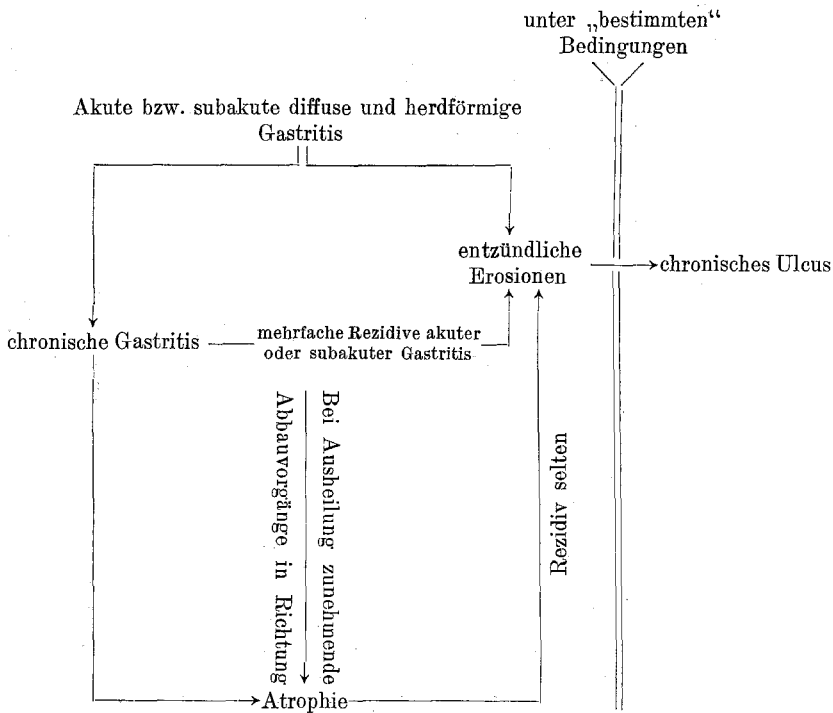 unter „bestimmten“
Bedingungen
Akute bzw. subakute diffuse und herdförmige
Gastritis
entzündliche
Erosionen
chronisches Ulcus
chronische Gastritis
mehrfache Rezidive akuter
oder subakuter Gastritis
Bei Ausheilung zunehmende
Abbauvorgänge in Richtung
Rezidiv selten
Atrophie